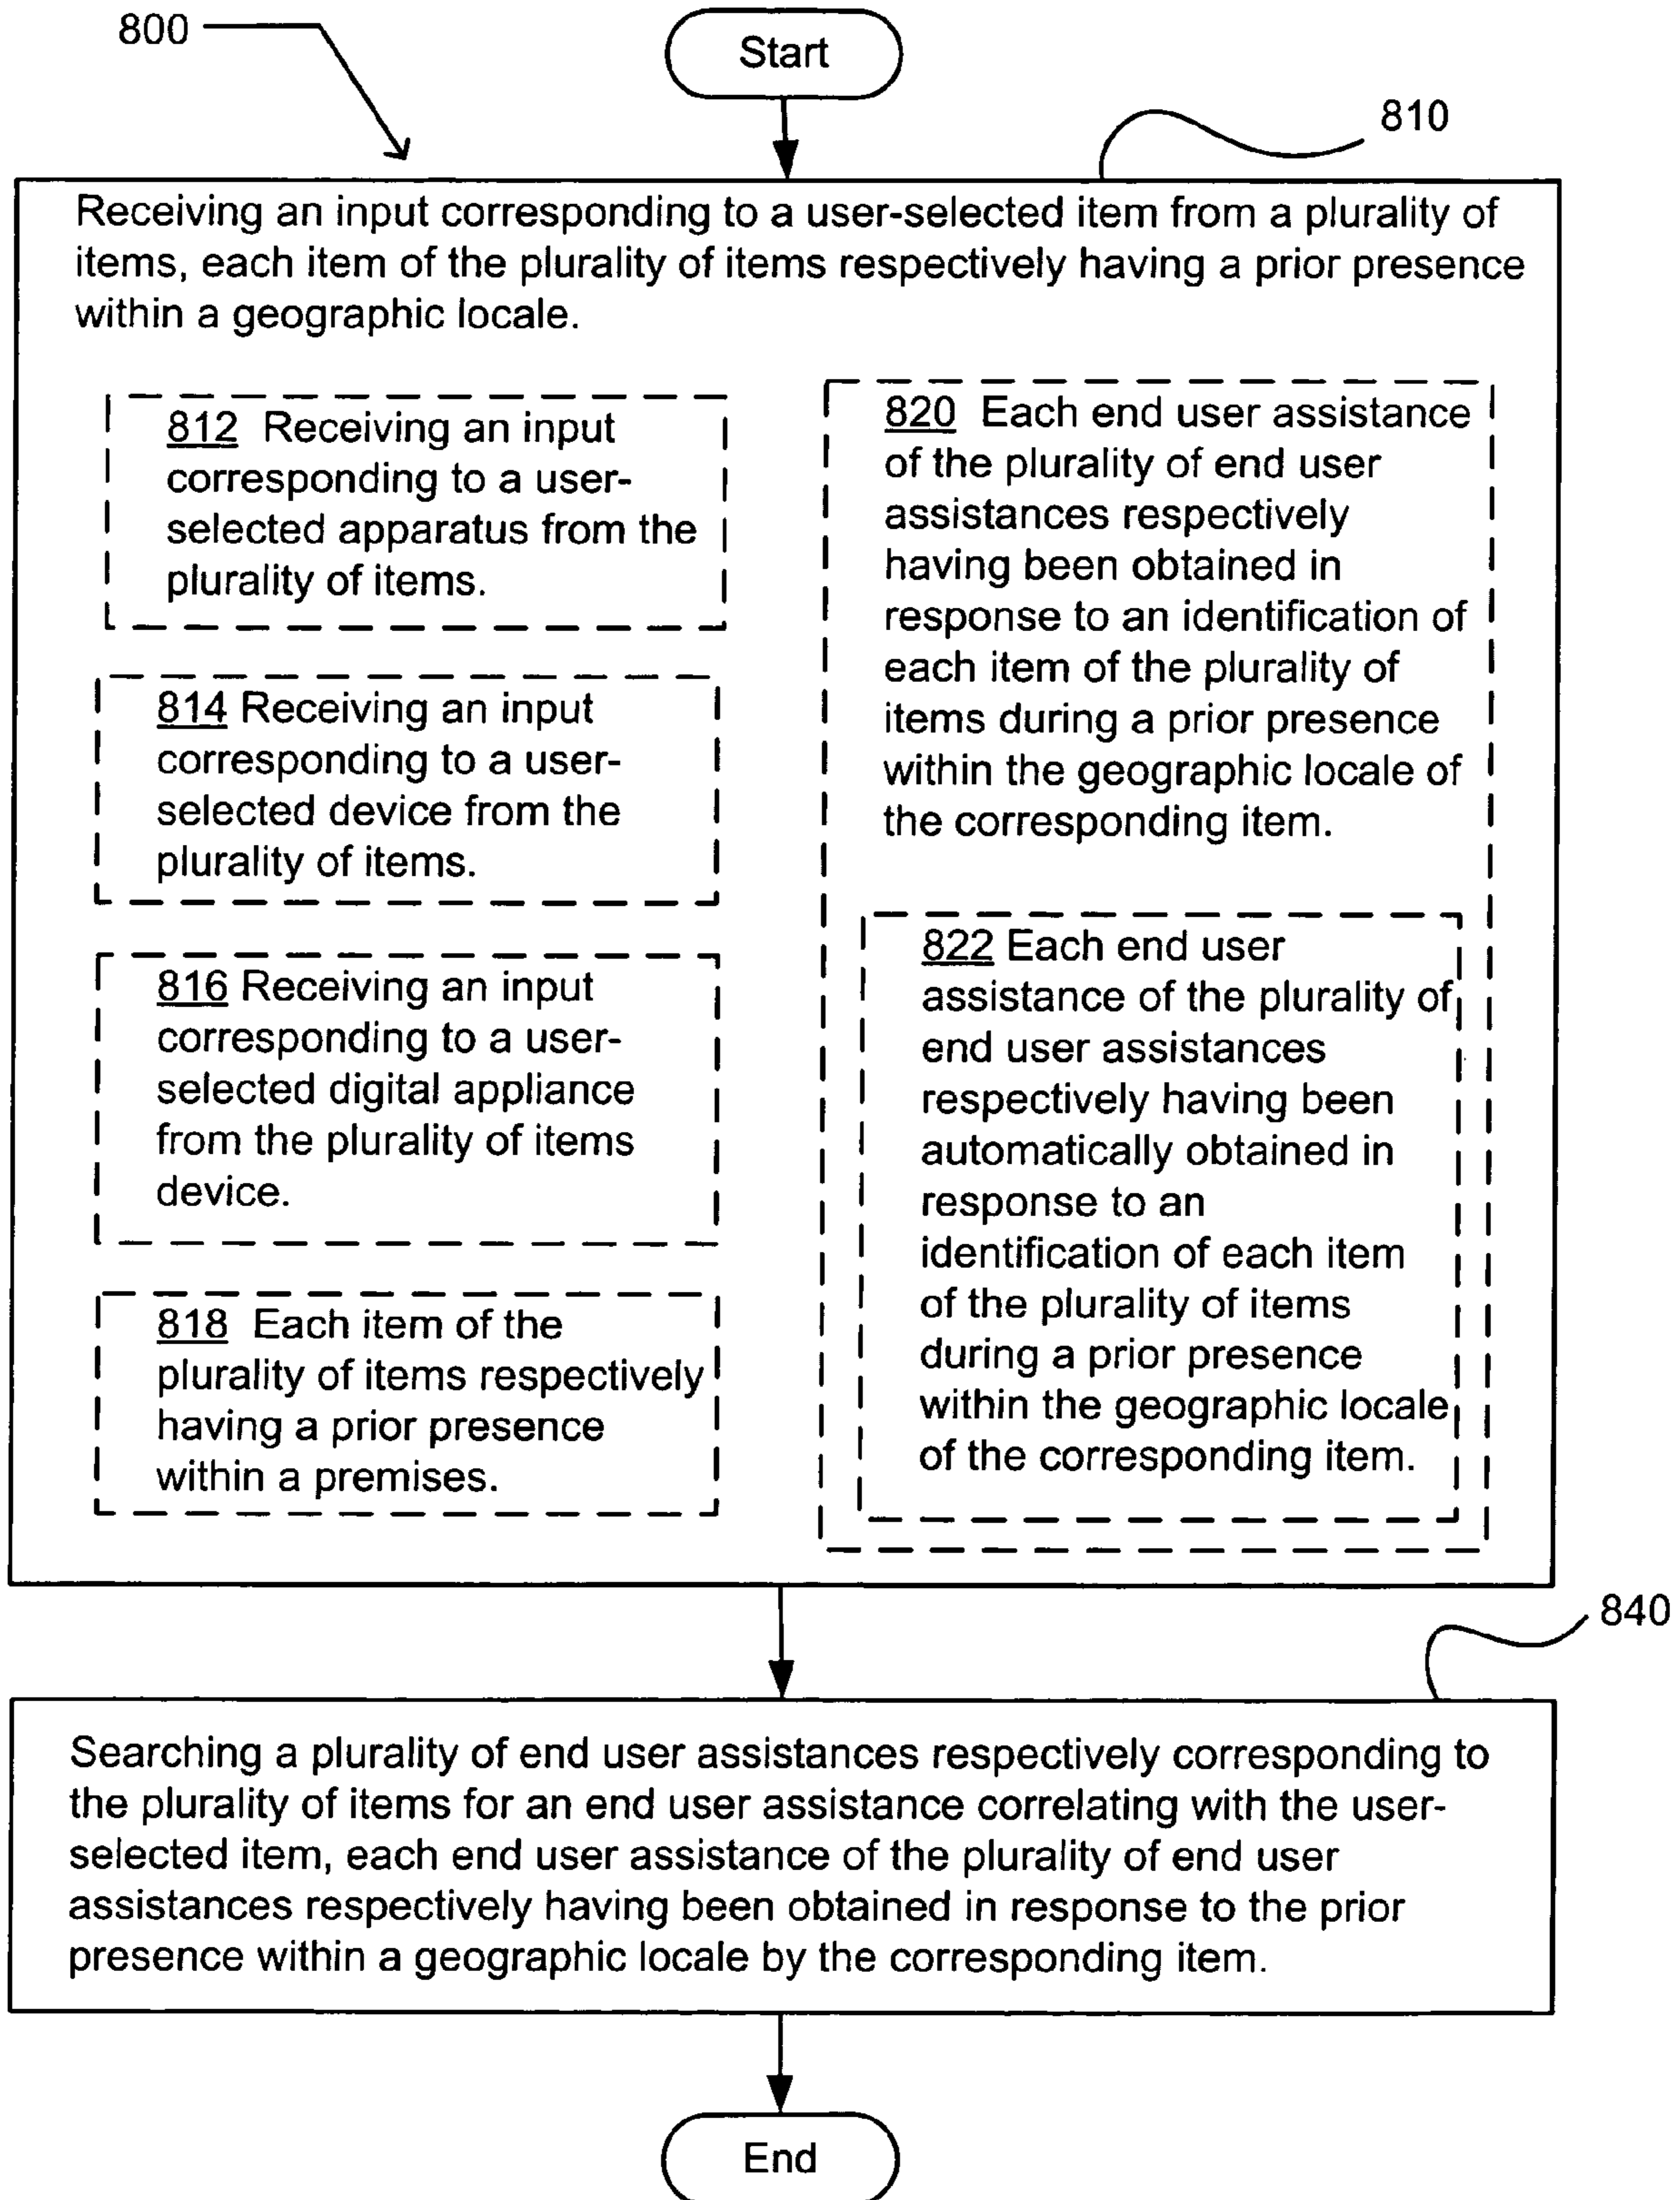 800
Start
810
Receiving an input corresponding to a user-selected item from a plurality of
items, each item of the plurality of items respectively having a prior presence
within a geographic locale.
812 Receiving an input
corresponding to a user-
selected apparatus from the
plurality of items.
814 Receiving an input
corresponding to a user-
selected device from the
plurality of items.
816 Receiving an input
corresponding to a user-
selected digital appliance
from the plurality of items
device.
818 Each item of the
plurality of items respectively
having a prior presence
within a premises.
820 Each end user assistance
of the plurality of end user
assistances respectively
having been obtained in
response to an identification of
each item of the plurality of
items during a prior presence
within the geographic locale of
the corresponding item.
822 Each end user
assistance of the plurality of
end user assistances
respectively having been
automatically obtained in
response to an
identification of each item
of the plurality of items
during a prior presence
within the geographic locale
of the corresponding item.
840
Searching a plurality of end user assistances respectively corresponding to
the plurality of items for an end user assistance correlating with the user-
selected item, each end user assistance of the plurality of end user
assistances respectively having been obtained in response to the prior
presence within a geographic locale by the corresponding item.
End